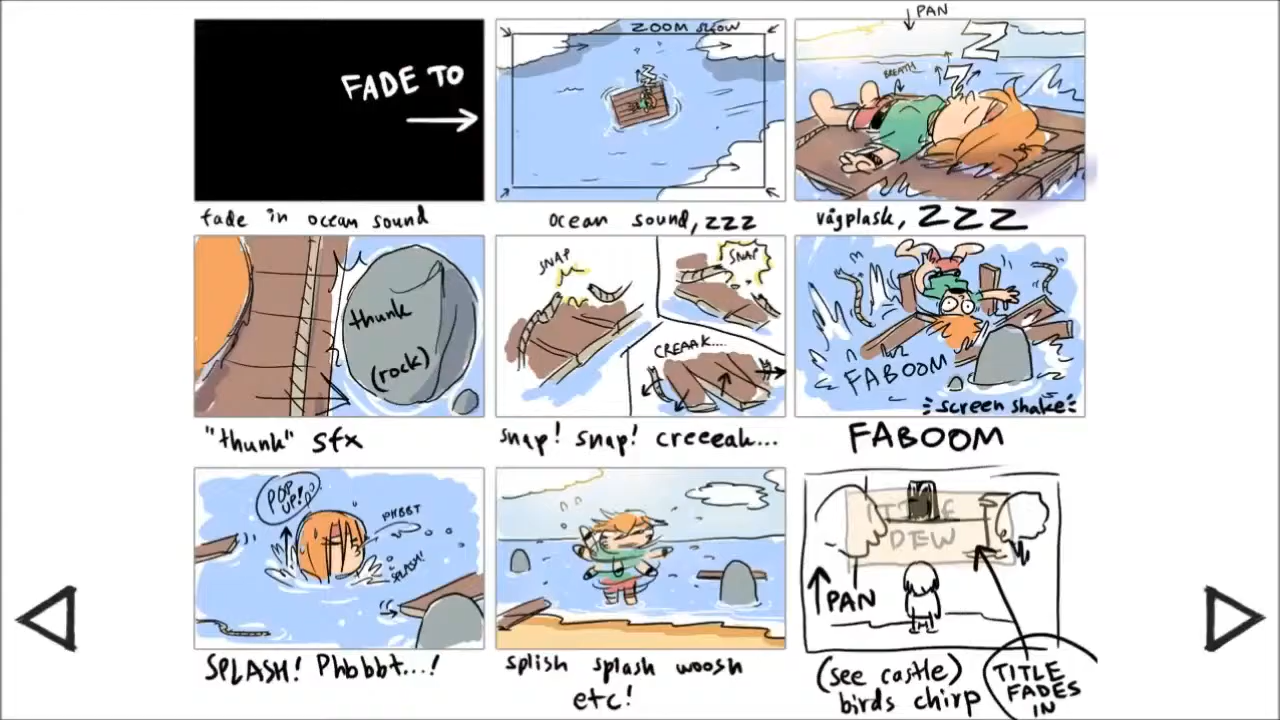 FADE TO
fade in ocean sound
ZOOM SLOW
Z
ocean sound, zzz
PAN
BREATH
Z
Z
vågplask, ZZZ
thunk
(rock)
"thunk" sfx
SNAP
SNAP
CREAAK....
snap! snap! creeeak...
FABOOM
screen shake
FABOOM
POP
UP!
PHBBT
SPLASH!
SPLASH! Phbbbt...!
splish splash woosh
etc!
TITLE
DEW
PAN
(see castle)
birds chirp
TITLE
FADES
IN